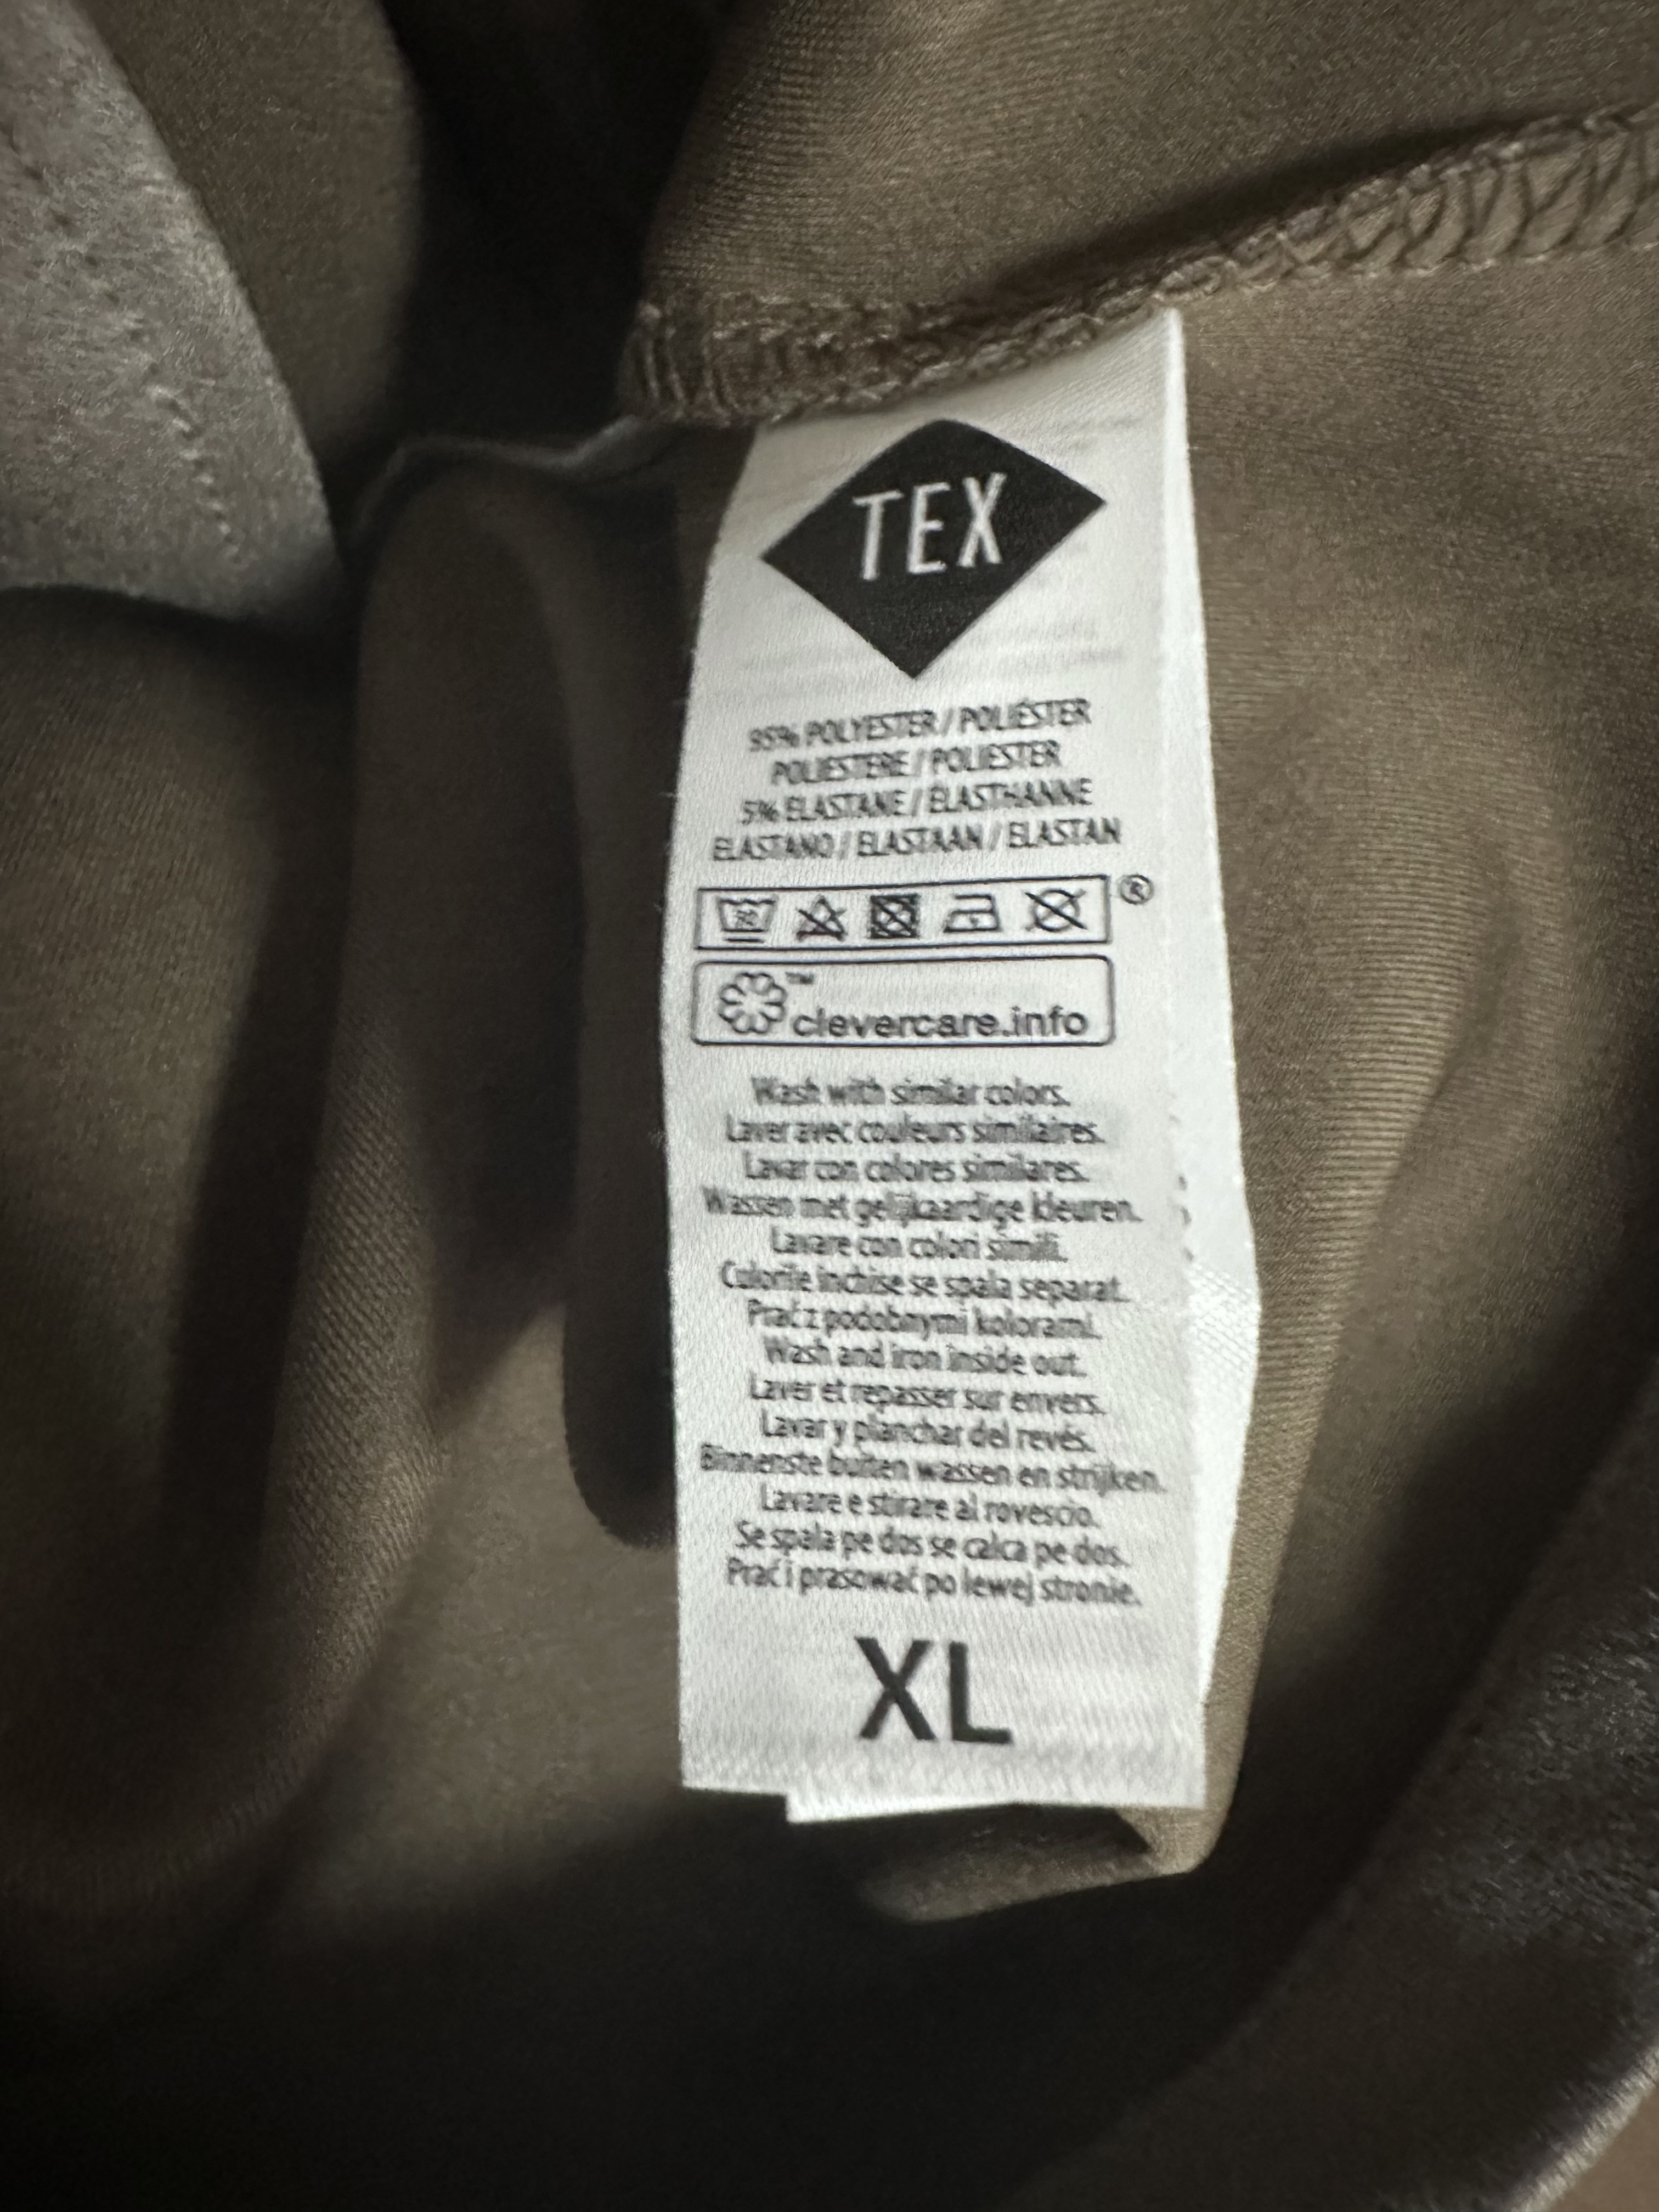 TEX
95% POLYESTER / POLIÉSTER
POLIESTERE / POLIESTER
5% ELASTANE / ÉLASTHANNE
ELASTANO / ELASTAAN / ELASTAN
30
®
™
clevercare.info
Wash with similar colors.
Laver avec couleurs similaires.
Lavar con colores similares.
Wassen met gelijkaardige kleuren.
Lavare con colori simili.
Culorile inchise se spala separat.
Prać z podobnymi kolorami.
Wash and iron inside out.
Laver et repasser sur envers.
Lavar y planchar del revés.
Binnenste buiten wassen en strijken.
Lavare e stirare al rovescio.
Se spala pe dos se calca pe dos.
Prać i prasować po lewej stronie.
XL